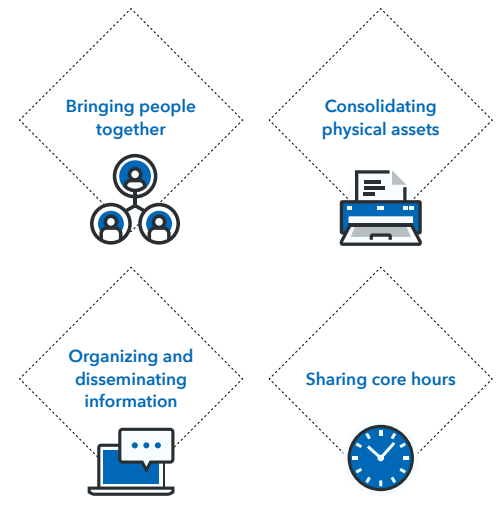 Bringing people
together
Consolidating
physical assets
Organizing and
disseminating
information
Sharing core hours